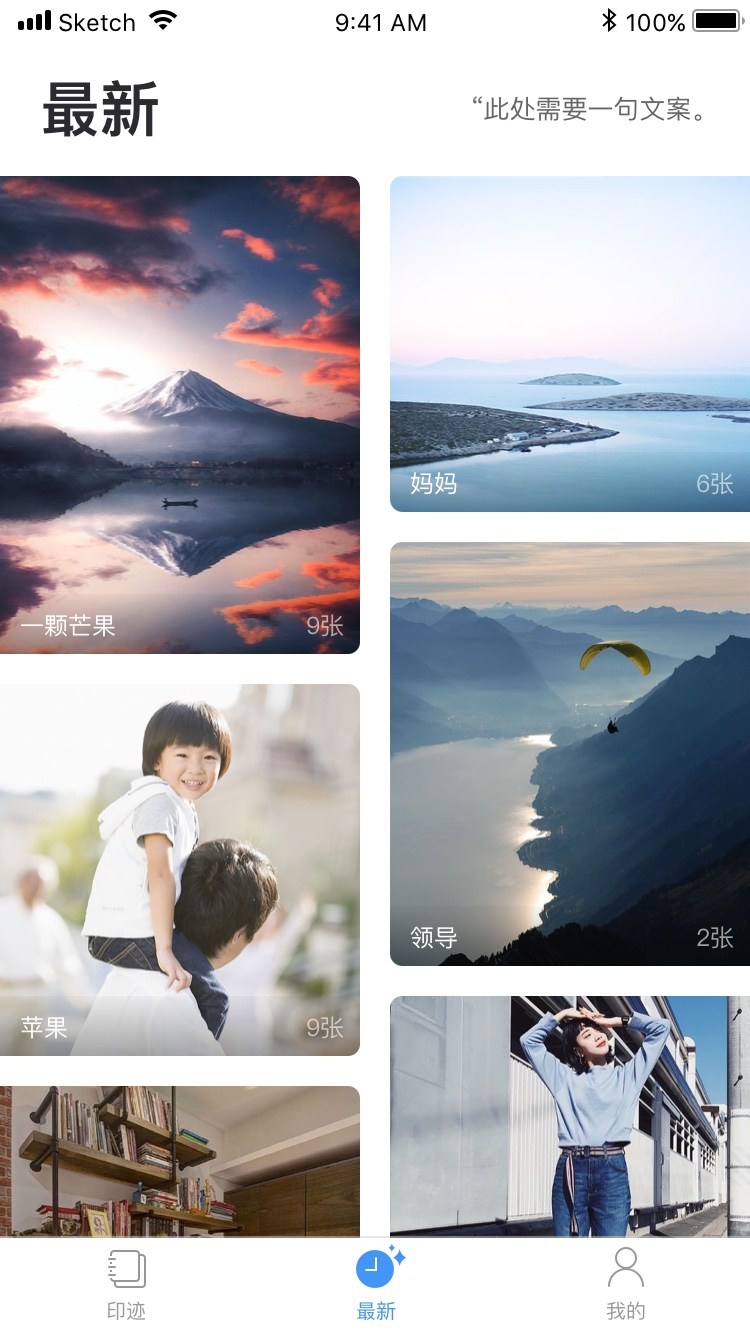 Sketch 9:41 AM 100%
最新
“此处需要一句文案。
一颗芒果 9张
妈妈 6张
苹果 9张
领导 2张
印迹 最新 我的